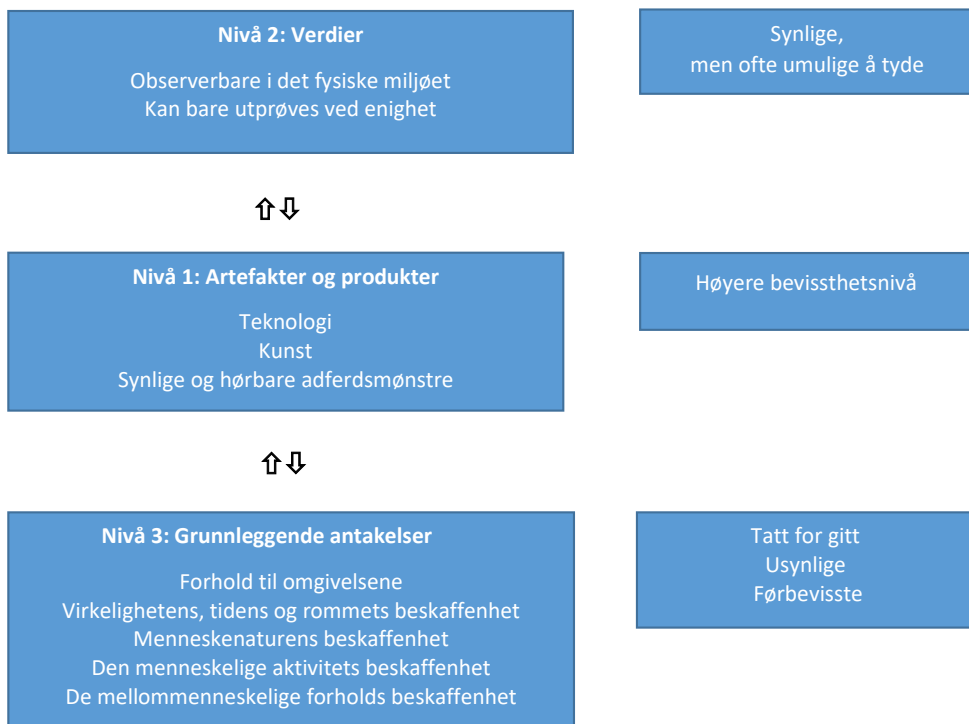 Nivå 2: Verdier
Observerbare i det fysiske miljøet
Kan bare utprøves ved enighet
Synlige,
men ofte umulige å tyde
Nivå 1: Artefakter og produkter
Teknologi
Kunst
Synlige og hørbare adferdsmønstre
Høyere bevissthetsnivå
Nivå 3: Grunnleggende antakelser
Forhold til omgivelsene
Virkelighetens, tidens og rommets beskaffenhet
Menneskenaturens beskaffenhet
Den menneskelige aktivitets beskaffenhet
De mellommenneskelige forholds beskaffenhet
Tatt for gitt
Usynlige
Førbevisste